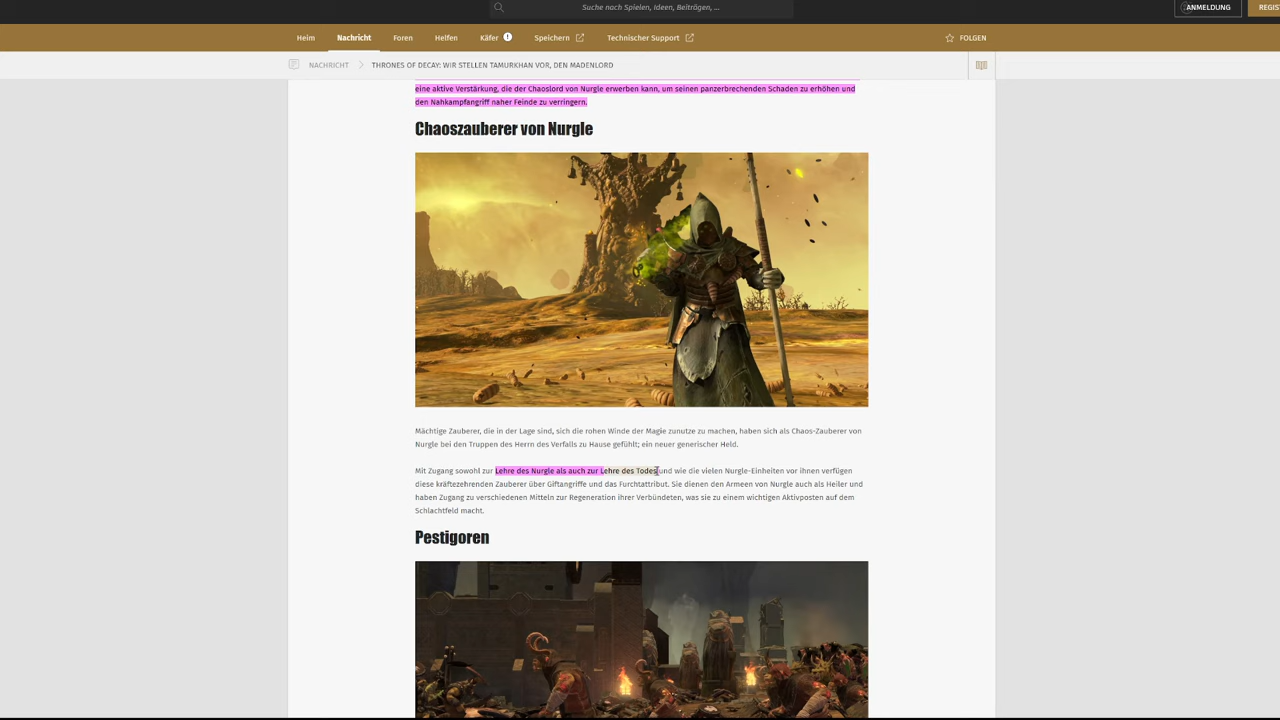 Suche nach Spielen, Ideen, Beiträgen, ...
ANMELDUNG
REGIS
Heim
Nachricht
Foren
Helfen
Käfer
Speichern
Technischer Support
FOLGEN
NACHRICHT
THRONES OF DECAY: WIR STELLEN TAMURKHAN VOR, DEN MADENLORD
eine aktive Verstärkung, die der Chaoslord von Nurgle erwerben kann, um seinen panzerbrechenden Schaden zu erhöhen und
den Nahkampfangriff naher Feinde zu verringern.
Chaoszauberer von Nurgle
Mächtige Zauberer, die in der Lage sind, sich die rohen Winde der Magie zunutze zu machen, haben sich als Chaos-Zauberer von
Nurgle bei den Truppen des Herrn des Verfalls zu Hause gefühlt; ein neuer generischer Held.
Mit Zugang sowohl zur Lehre des Nurgle als auch zur Lehre des Todes und wie die vielen Nurgle-Einheiten vor ihnen verfügen
diese kräftezehrenden Zauberer über Giftangriffe und das Furchtattribut. Sie dienen den Armeen von Nurgle auch als Heiler und
haben Zugang zu verschiedenen Mitteln zur Regeneration ihrer Verbündeten, was sie zu einem wichtigen Aktivposten auf dem
Schlachtfeld macht.
Pestigoren